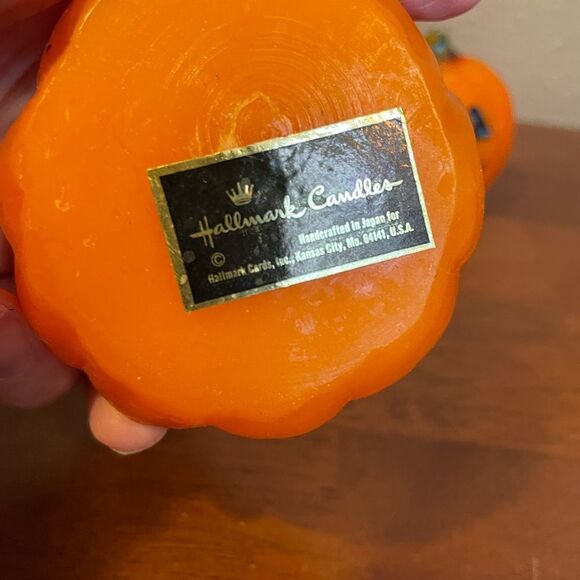 Hallmark Candles
Handcrafted in Japan for
©
Hallmark Cards, Inc., Kansas City, Mo. 64141, U.S.A.